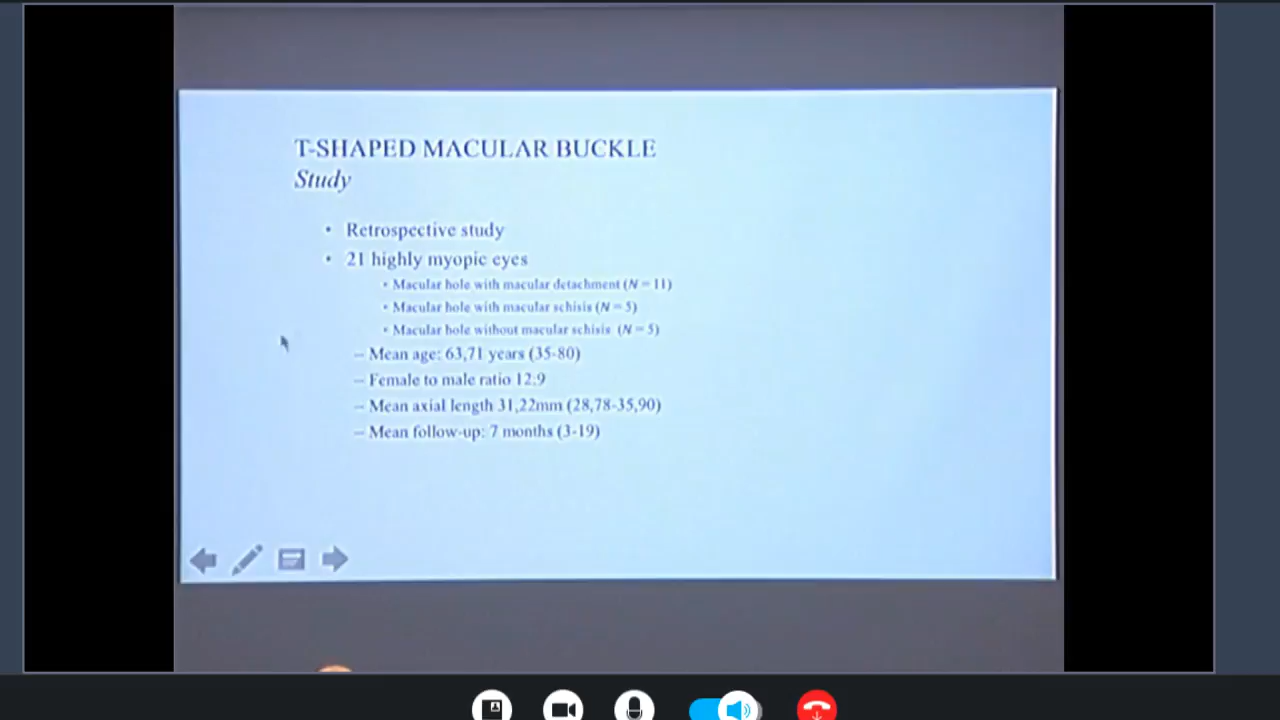 T-SHAPED MACULAR BUCKLE
Study
• Retrospective study
• 21 highly myopic eyes
• Macular hole with macular detachment (N = 11)
• Macular hole with macular schisis (N = 5)
• Macular hole without macular schisis (N = 5)
– Mean age: 63,71 years (35-80)
– Female to male ratio 12:9
– Mean axial length 31,22mm (28,78-35,90)
– Mean follow-up: 7 months (3-19)